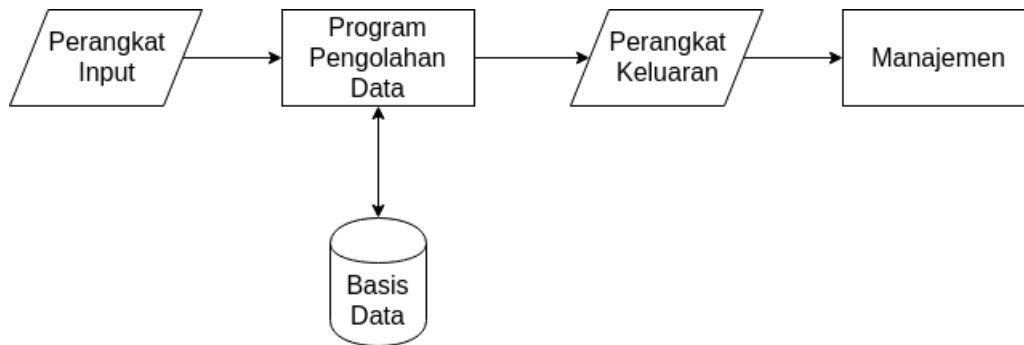 Perangkat
Input
Program
Pengolahan
Data
Perangkat
Keluaran
Manajemen
Basis
Data